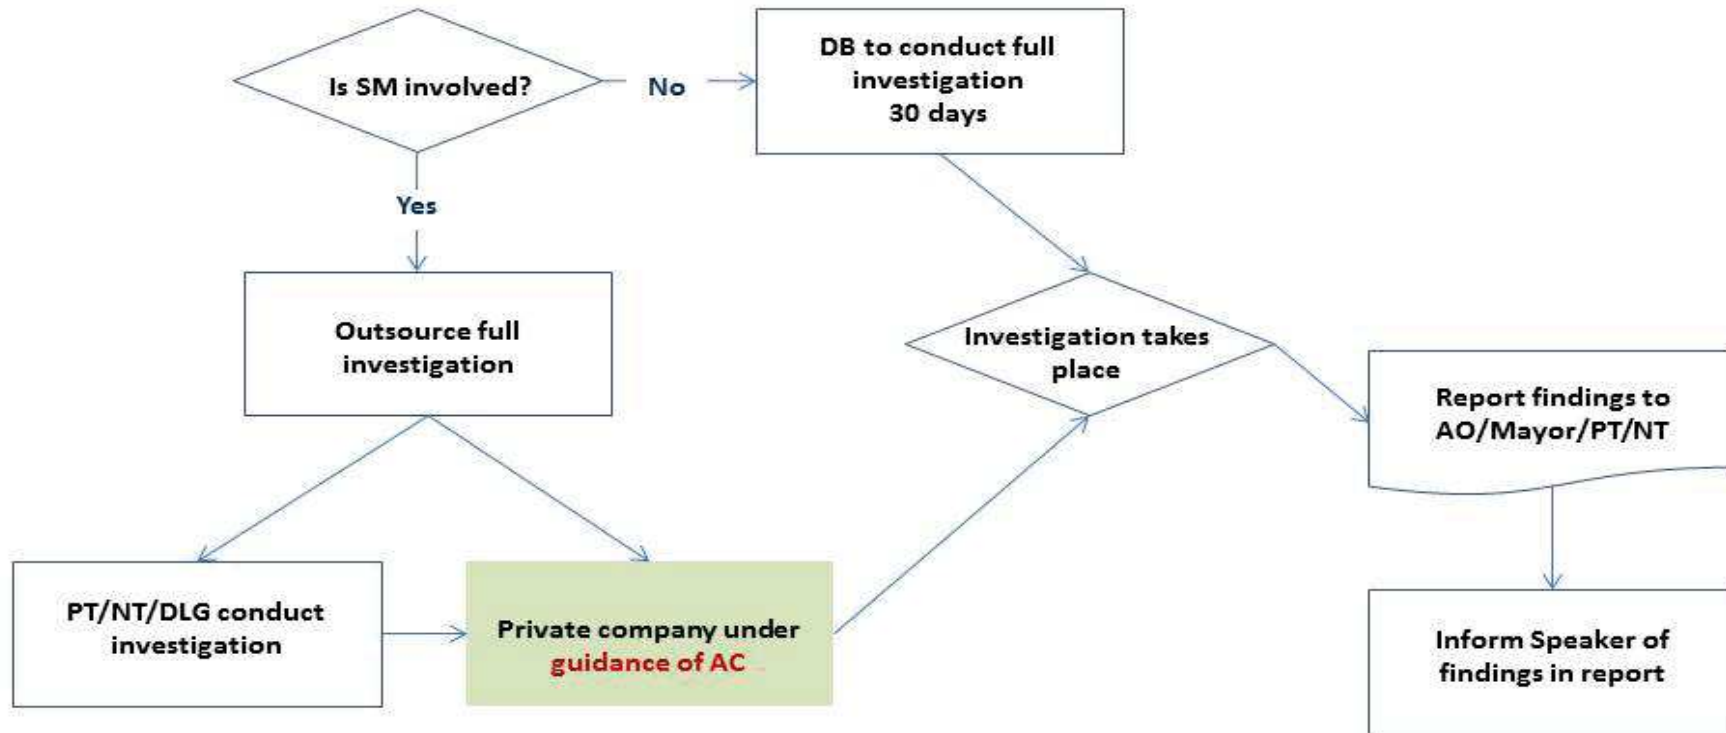 Is SM involved?
No
DB to conduct full
investigation
30 days
Yes
Outsource full
investigation
Investigation takes
place
Report findings to
AO/Mayor/PT/NT
PT/NT/DLG conduct
investigation
Private company under
guidance of AC
Inform Speaker of
findings in report